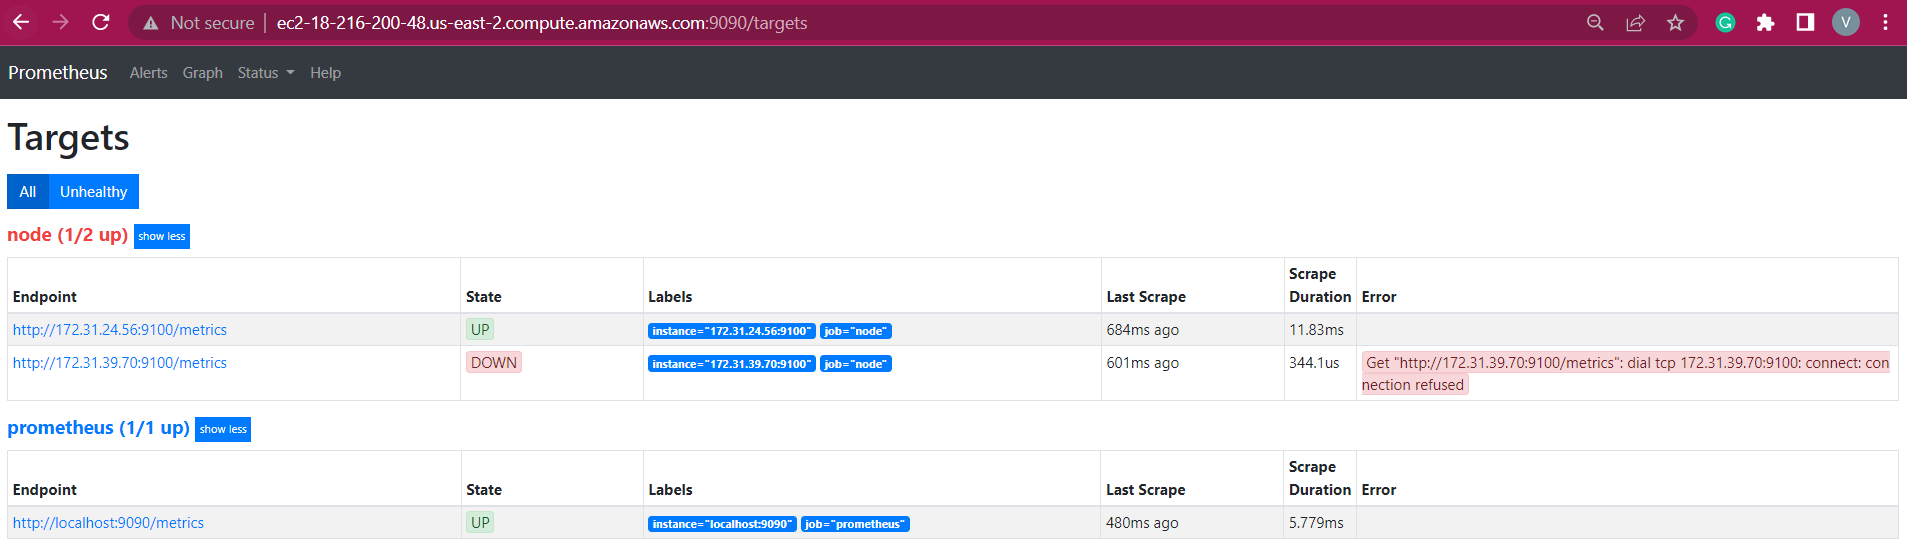 Not secure | ec2-18-216-200-48.us-east-2.compute.amazonaws.com:9090/targets
G
V
Prometheus Alerts Graph Status Help
Targets
All Unhealthy
node (1/2 up) show less
Endpoint State Labels Last Scrape Scrape Duration Error
http://172.31.24.56:9100/metrics UP instance="172.31.24.56:9100" job="node" 684ms ago 11.83ms
http://172.31.39.70:9100/metrics DOWN instance="172.31.39.70:9100" job="node" 601ms ago 344.1us Get "http://172.31.39.70:9100/metrics": dial tcp 172.31.39.70:9100: connect: con
nection refused
prometheus (1/1 up) show less
Endpoint State Labels Last Scrape Scrape Duration Error
http://localhost:9090/metrics UP instance="localhost:9090" job="prometheus" 480ms ago 5.779ms